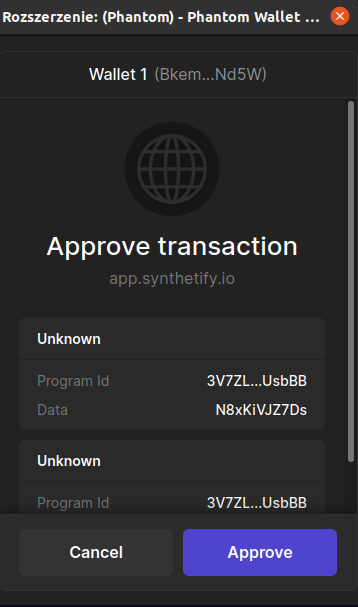 Rozszerzenie: (Phantom) - Phantom Wallet ...
Wallet 1 (Bkem...Nd5W)
Approve transaction
app.synthetify.io
Unknown
Program Id 3V7ZL...UsbBB
Data N8xKiVJZ7Ds
Unknown
Program Id 3V7ZL...UsbBB
Cancel Approve